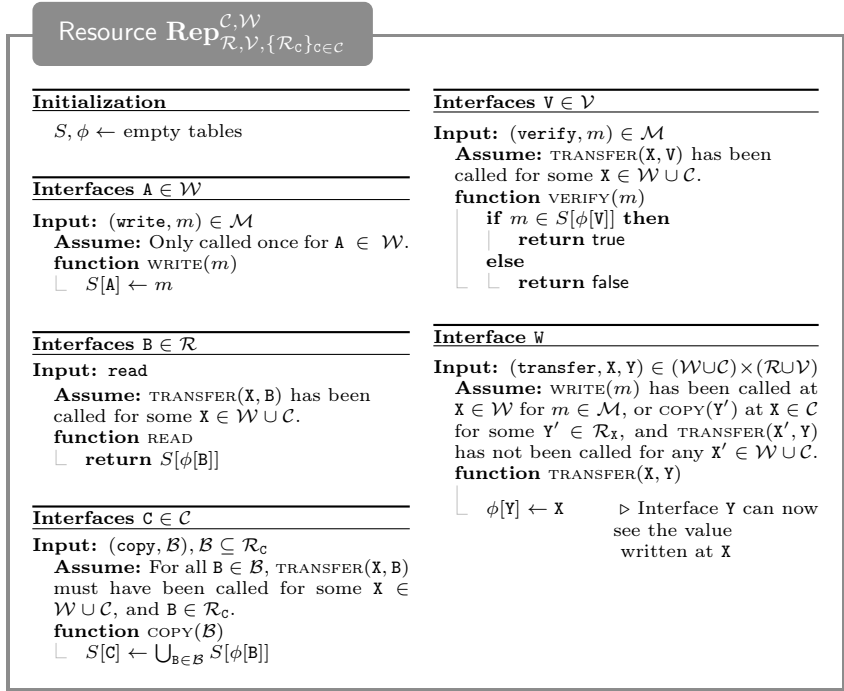 Resource Rep^{𝒞,𝒲}_{ℛ,𝒱,{ℛ_C}_{C∈𝒞}}
Initialization
S, ϕ ← empty tables
Interfaces A ∈ 𝒲
Input: (write, m) ∈ ℳ
Assume: Only called once for A ∈ 𝒲.
function WRITE(m)
S[A] ← m
Interfaces B ∈ ℛ
Input: read
Assume: TRANSFER(X, B) has been
called for some X ∈ 𝒲 ∪ 𝒞.
function READ
return S[ϕ[B]]
Interfaces C ∈ 𝒞
Input: (copy, ℬ), ℬ ⊆ ℛ_C
Assume: For all B ∈ ℬ, TRANSFER(X, B)
must have been called for some X ∈
𝒲 ∪ 𝒞, and B ∈ ℛ_C.
function COPY(ℬ)
S[C] ← ⋃_{B∈ℬ} S[ϕ[B]]
Interfaces V ∈ 𝒱
Input: (verify, m) ∈ ℳ
Assume: TRANSFER(X, V) has been
called for some X ∈ 𝒲 ∪ 𝒞.
function VERIFY(m)
if m ∈ S[ϕ[V]] then
return true
else
return false
Interface W
Input: (transfer, X, Y) ∈ (𝒲∪𝒞)×(ℛ∪𝒱)
Assume: WRITE(m) has been called at
X ∈ 𝒲 for m ∈ ℳ, or COPY(Y′) at X ∈ 𝒞
for some Y′ ∈ ℛ_X, and TRANSFER(X′, Y)
has not been called for any X′ ∈ 𝒲 ∪ 𝒞.
function TRANSFER(X, Y)
ϕ[Y] ← X ▷ Interface Y can now
see the value
written at X